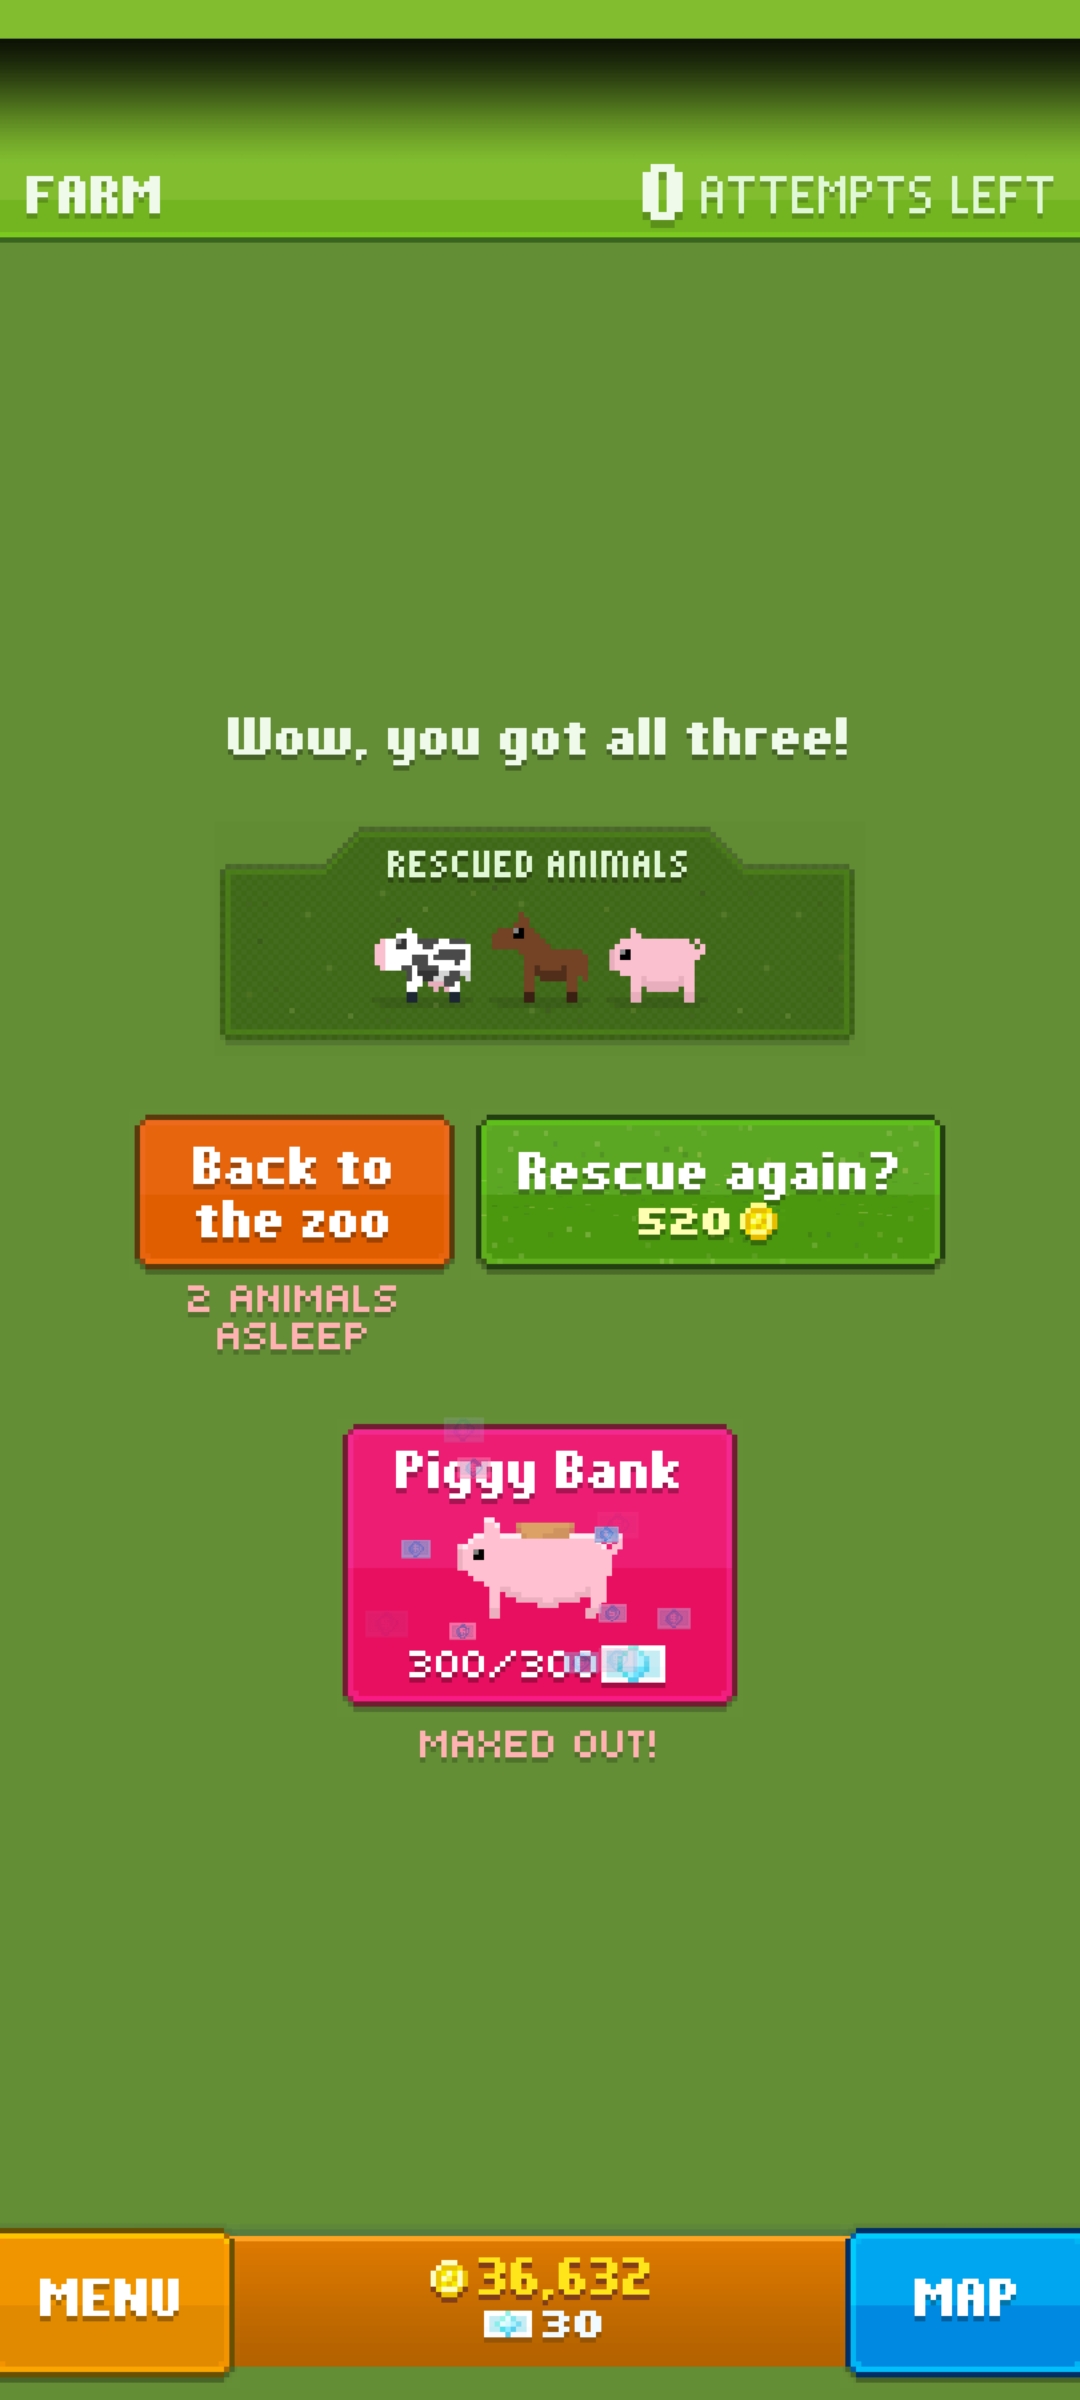 FARM
0 ATTEMPTS LEFT
Wow, you got all three!
RESCUED ANIMALS
Back to
the zoo
Rescue again?
520
2 ANIMALS
ASLEEP
Piggy Bank
300/300
MAXED OUT!
MENU
36,632
30
MAP